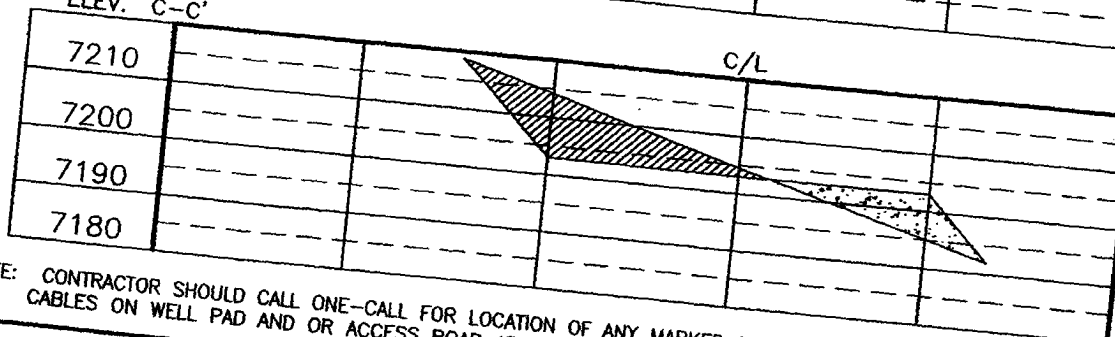 ELEV. C-C'
C/L
7210
7200
7190
7180
CONTRACTOR SHOULD CALL ONE-CALL FOR LOCATION OF ANY
CABLES ON WELL PAD AND OR ACCESS ROAD